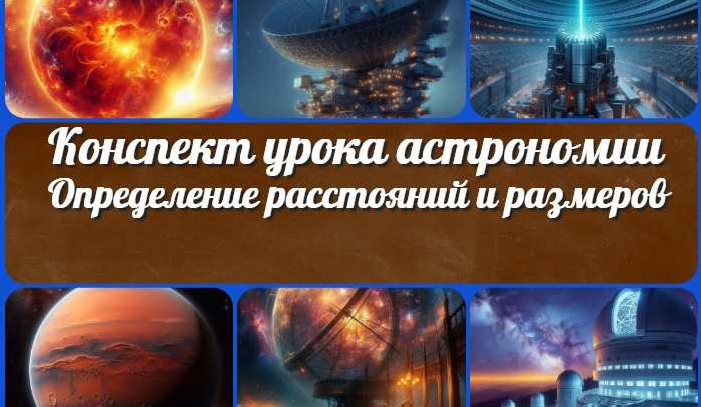 Конспект урока астрономии
Определение расстояний и размеров